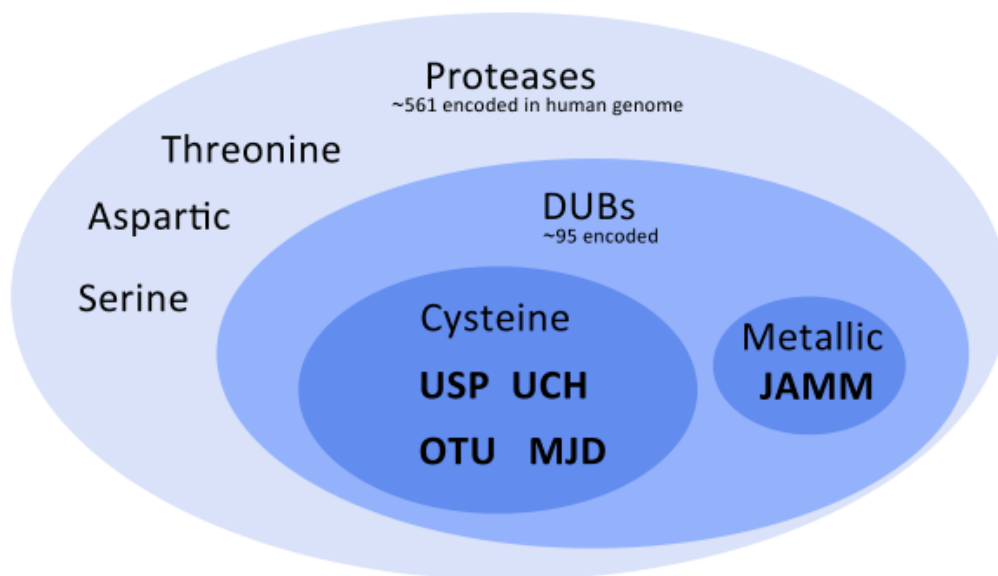 Proteases
~561 encoded in human genome
Threonine
Aspartic
Serine
DUBs
~95 encoded
Cysteine
USP UCH
OTU MJD
Metallic
JAMM